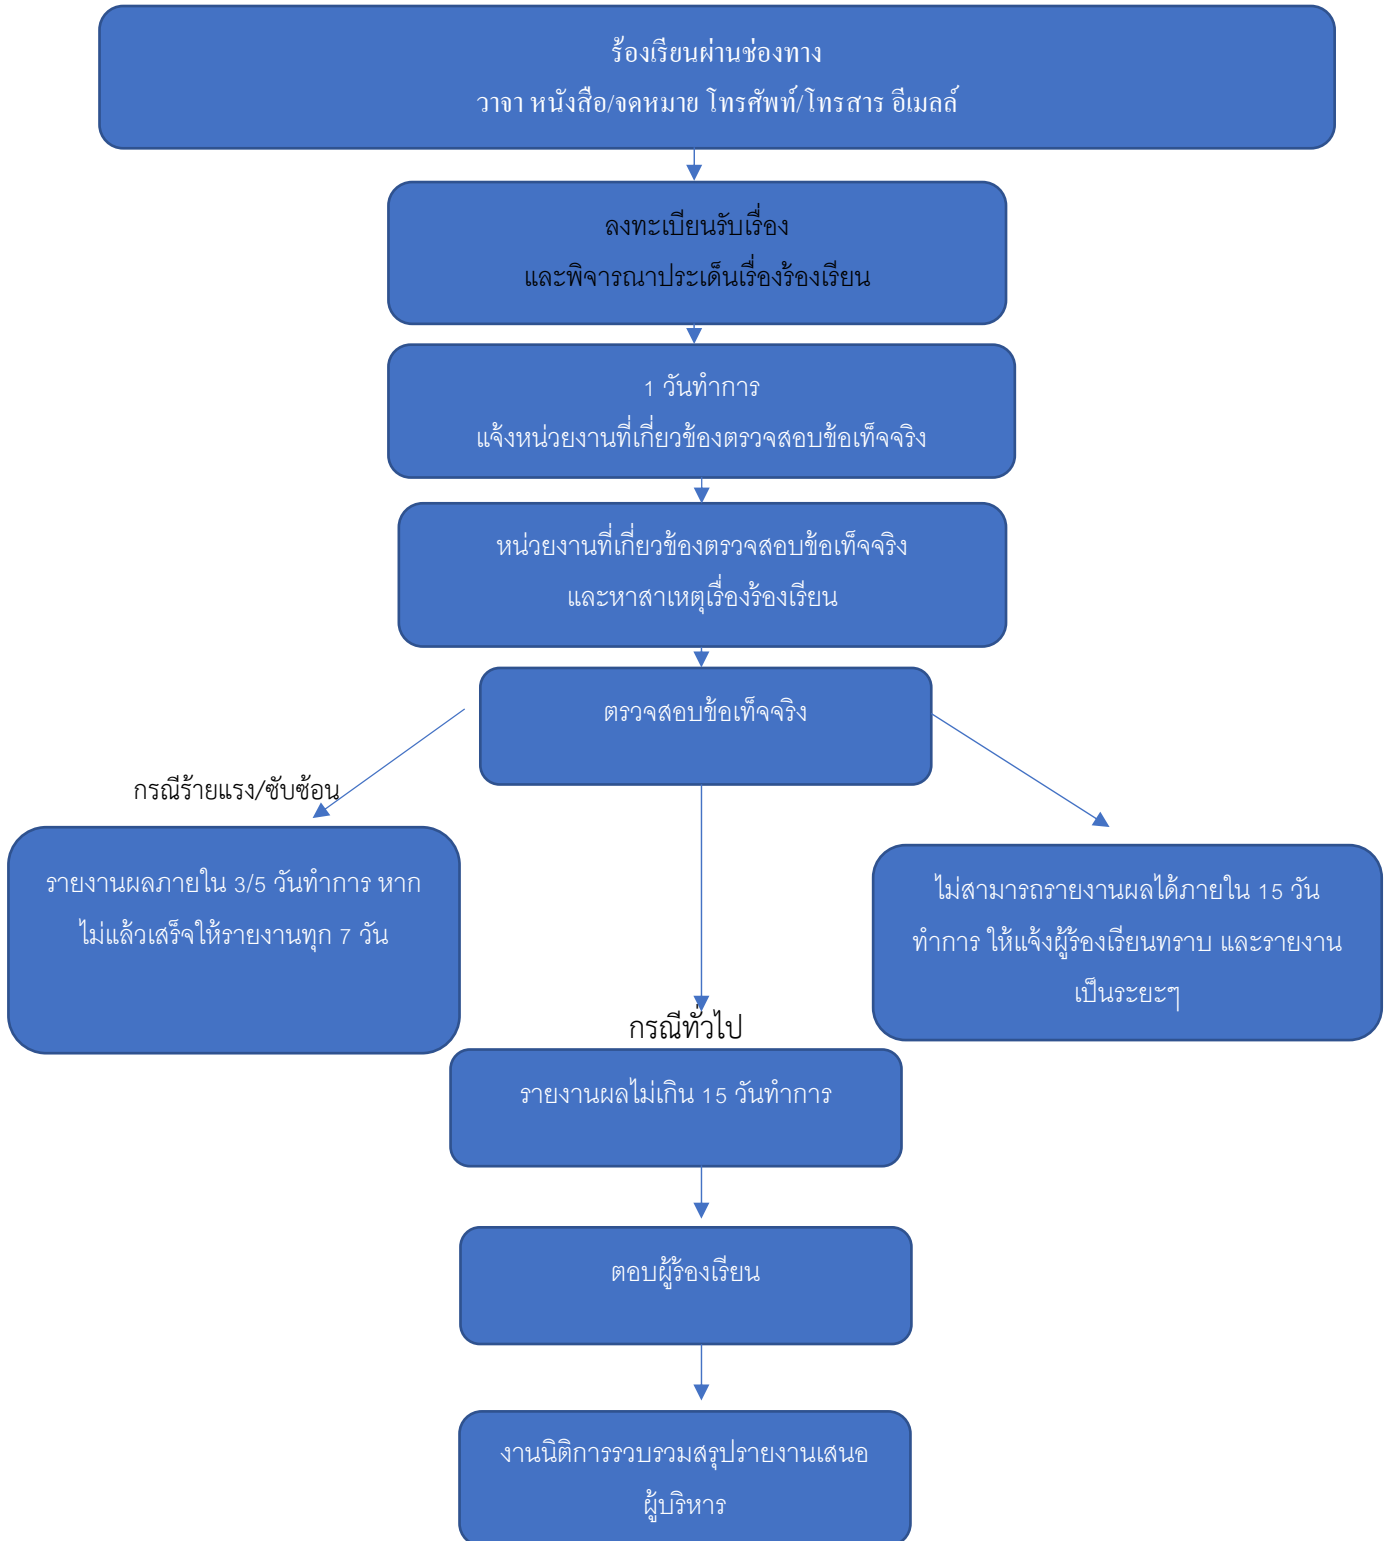 ร้องเรียนผ่านช่องทาง
วาจา หนังสือ/จดหมาย โทรศัพท์/โทรสาร อีเมลล์
ลงทะเบียนรับเรื่อง
และพิจารณาประเด็นเรื่องร้องเรียน
1 วันทำการ
แจ้งหน่วยงานที่เกี่ยวข้องตรวจสอบข้อเท็จจริง
หน่วยงานที่เกี่ยวข้องตรวจสอบข้อเท็จจริง
และหาสาเหตุเรื่องร้องเรียน
ตรวจสอบข้อเท็จจริง
กรณีร้ายแรง/ซับซ้อน
รายงานผลภายใน 3/5 วันทำการ หาก
ไม่แล้วเสร็จให้รายงานทุก 7 วัน
ไม่สามารถรายงานผลได้ภายใน 15 วัน
ทำการ ให้แจ้งผู้ร้องเรียนทราบ และรายงาน
เป็นระยะๆ
กรณีทั่วไป
รายงานผลไม่เกิน 15 วันทำการ
ตอบผู้ร้องเรียน
งานนิติการรวบรวมสรุปรายงานเสนอ
ผู้บริหาร